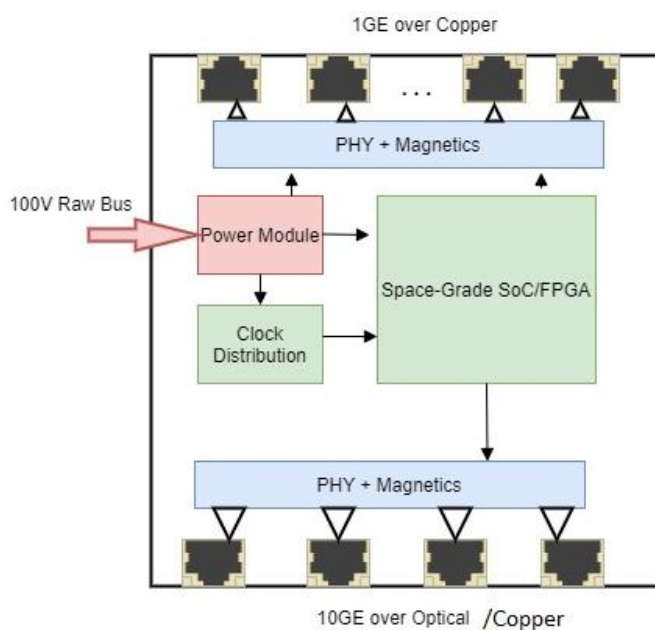 1GE over Copper
. . .
PHY + Magnetics
100V Raw Bus
Power Module
Space-Grade SoC/FPGA
Clock
Distribution
PHY + Magnetics
10GE over Optical /Copper